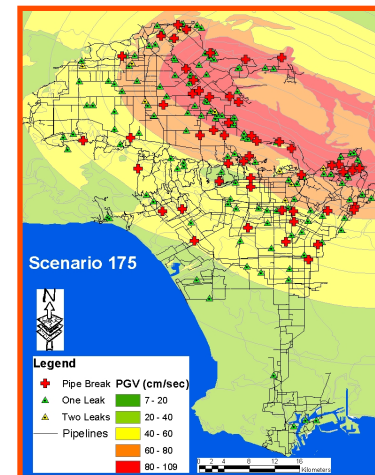 Scenario 175
N
Legend
Pipe Break PGV (cm/sec)
One Leak 7 - 20
Two Leaks 20 - 40
Pipelines 40 - 60
60 - 80
80 - 109
0 2 4 8 12 16
Kilometers